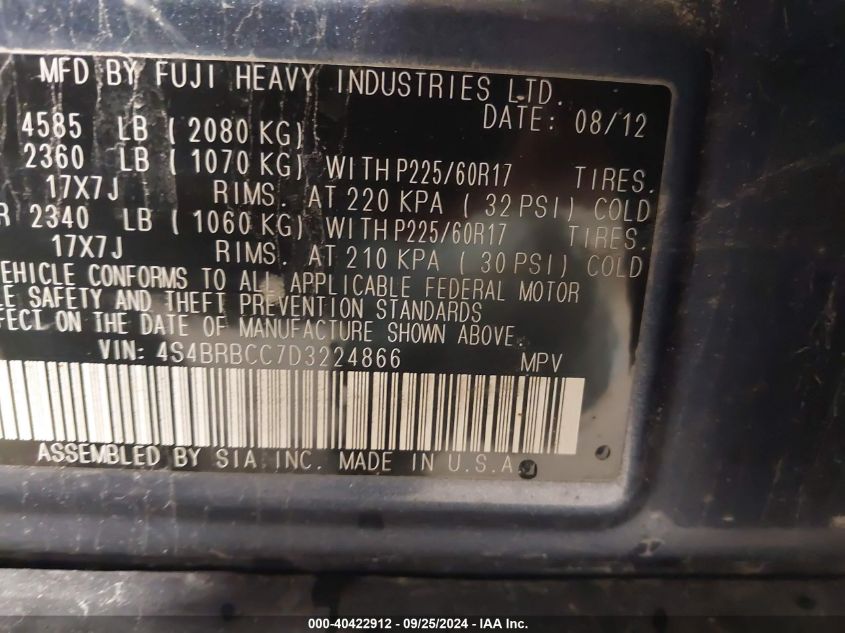 MFD BY FUJI HEAVY INDUSTRIES LTD.
DATE: 08/12
4585 LB (2080 KG)
2360 LB (1070 KG) WITH P225/60R17 TIRES.
17X7J RIMS. AT 220 KPA (32 PSI) COLD
R 2340 LB (1060 KG) WITH P225/60R17 TIRES.
17X7J RIMS. AT 210 KPA (30 PSI) COLD
EHICLE CONFORMS TO ALL APPLICABLE FEDERAL MOTOR
LE SAFETY AND THEFT PREVENTION STANDARDS
FECT ON THE DATE OF MANUFACTURE SHOWN ABOVE.
VIN: 4S4BRBCC7D3224866 MPV
ASSEMBLED BY SIA INC. MADE IN U.S.A.
000-40422912 - 09/25/2024 - IAA Inc.